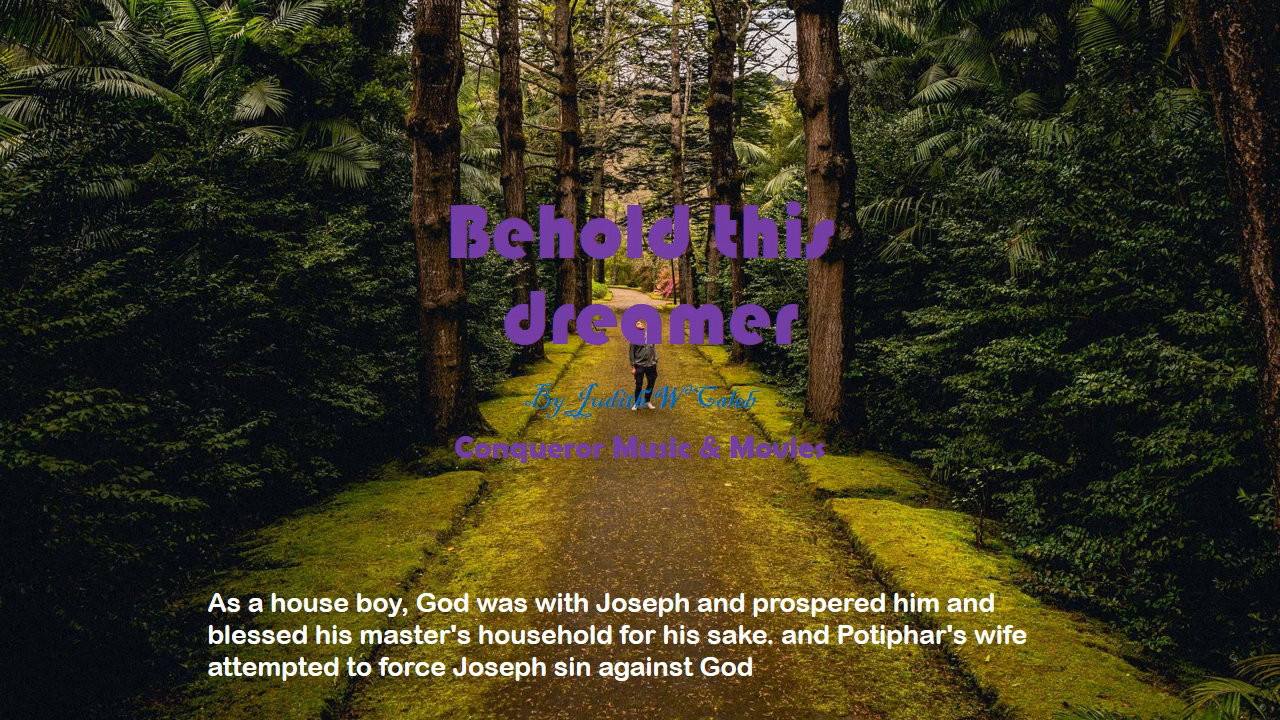 Behold this
dreamer
By Judith W Caleb
Conqueror Music & Movies
As a house boy, God was with Joseph and prospered him and
blessed his master's household for his sake. and Potiphar's wife
attempted to force Joseph sin against God